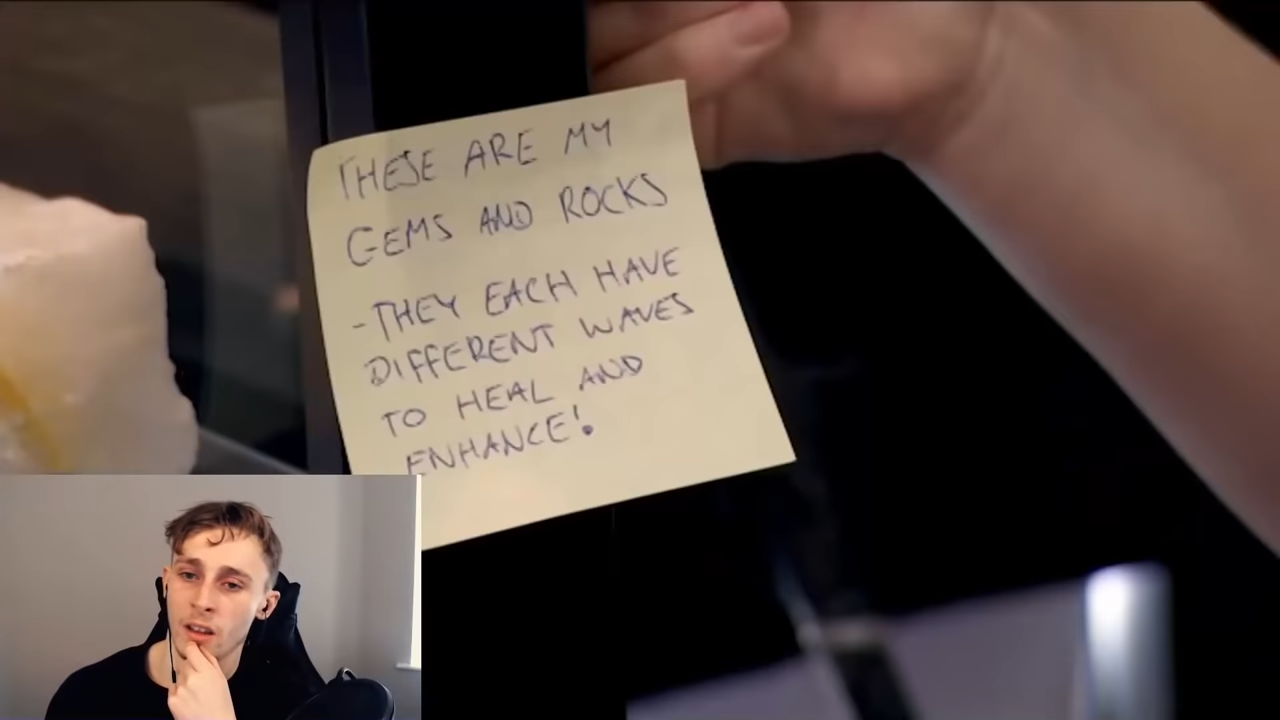 THESE ARE MY
GEMS AND ROCKS
-THEY EACH HAVE
DIFFERENT WAVES
TO HEAL AND
ENHANCE!